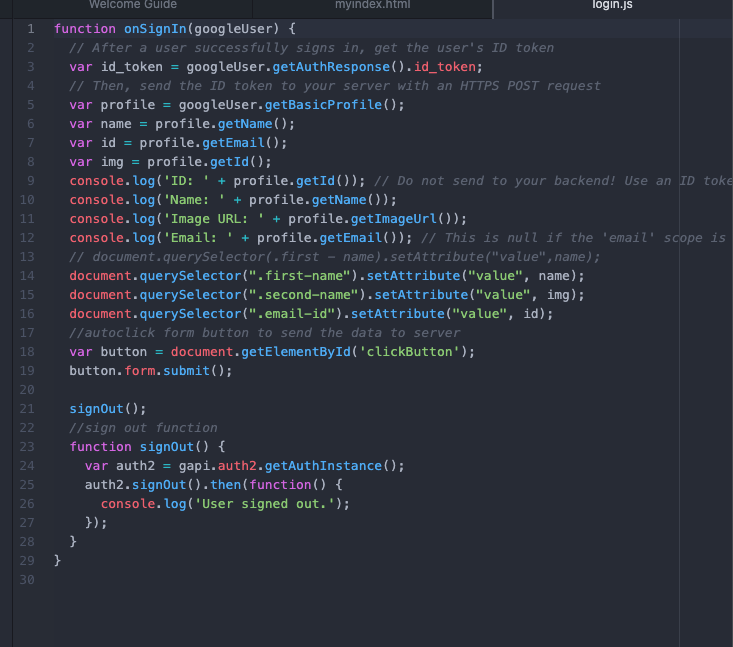 Welcome Guide myindex.html login.js
1 function onSignIn(googleUser) {
2 // After a user successfully signs in, get the user's ID token
3 var id_token = googleUser.getAuthResponse().id_token;
4 // Then, send the ID token to your server with an HTTPS POST request
5 var profile = googleUser.getBasicProfile();
6 var name = profile.getName();
7 var id = profile.getEmail();
8 var img = profile.getId();
9 console.log('ID: ' + profile.getId()); // Do not send to your backend! Use an ID toke
10 console.log('Name: ' + profile.getName());
11 console.log('Image URL: ' + profile.getImageUrl());
12 console.log('Email: ' + profile.getEmail()); // This is null if the 'email' scope is
13 // document.querySelector(.first - name).setAttribute("value",name);
14 document.querySelector(".first-name").setAttribute("value", name);
15 document.querySelector(".second-name").setAttribute("value", img);
16 document.querySelector(".email-id").setAttribute("value", id);
17 //autoclick form button to send the data to server
18 var button = document.getElementById('clickButton');
19 button.form.submit();
20
21 signOut();
22 //sign out function
23 function signOut() {
24 var auth2 = gapi.auth2.getAuthInstance();
25 auth2.signOut().then(function() {
26 console.log('User signed out.');
27 });
28 }
29 }
30